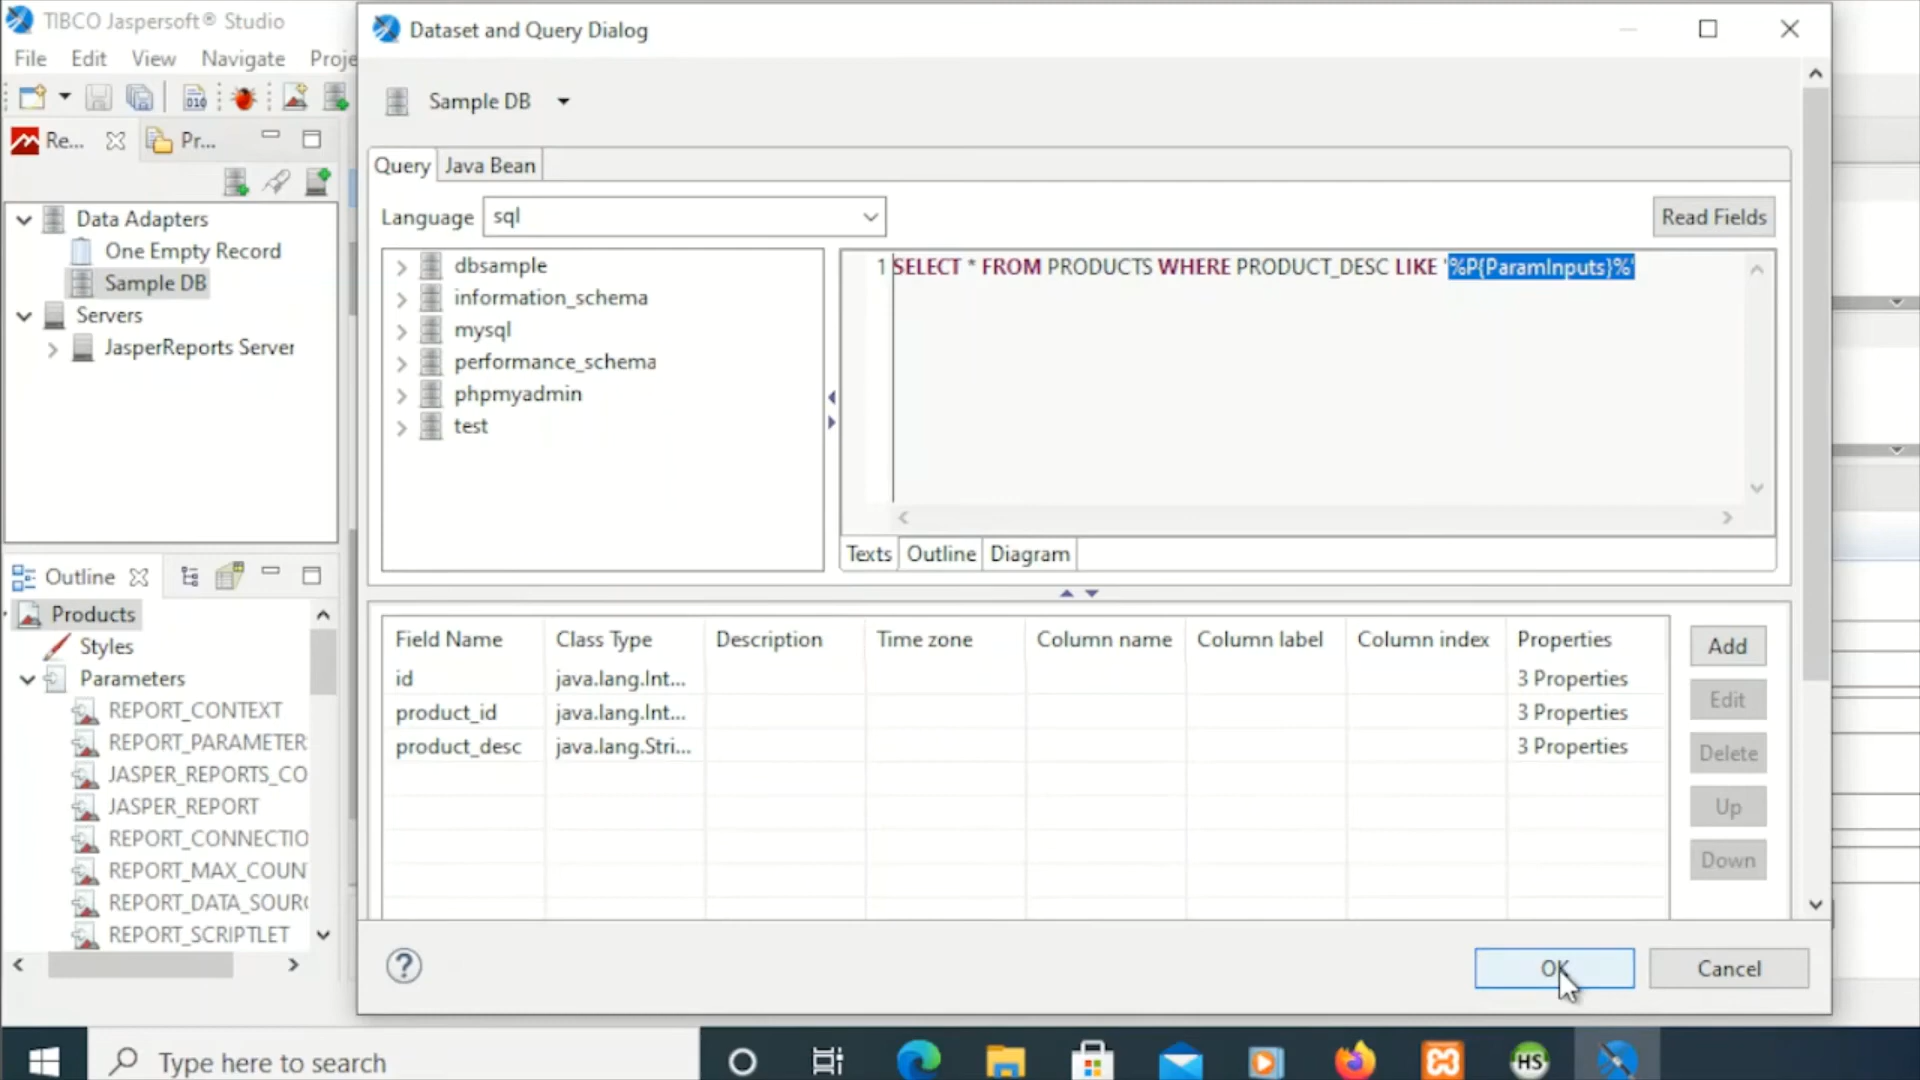 TIBCO Jaspersoft® Studio
File Edit View Navigate Proje
Re... Pr...
Data Adapters
One Empty Record
Sample DB
Servers
JasperReports Server
Outline
Products
Styles
Parameters
REPORT_CONTEXT
REPORT_PARAMETER
JASPER_REPORTS_CO
JASPER_REPORT
REPORT_CONNECTIO
REPORT_MAX_COUN
REPORT_DATA_SOUR
REPORT_SCRIPTLET
Dataset and Query Dialog
Sample DB
Query Java Bean
Language sql Read Fields
dbsample
information_schema
mysql
performance_schema
phpmyadmin
test
1 SELECT * FROM PRODUCTS WHERE PRODUCT_DESC LIKE '%P{ParamInputs}%'
Texts Outline Diagram
Field Name Class Type Description Time zone Column name Column label Column index Properties
id java.lang.Int... 3 Properties
product_id java.lang.Int... 3 Properties
product_desc java.lang.Stri... 3 Properties
Add
Edit
Delete
Up
Down
? OK Cancel
Type here to search
HS